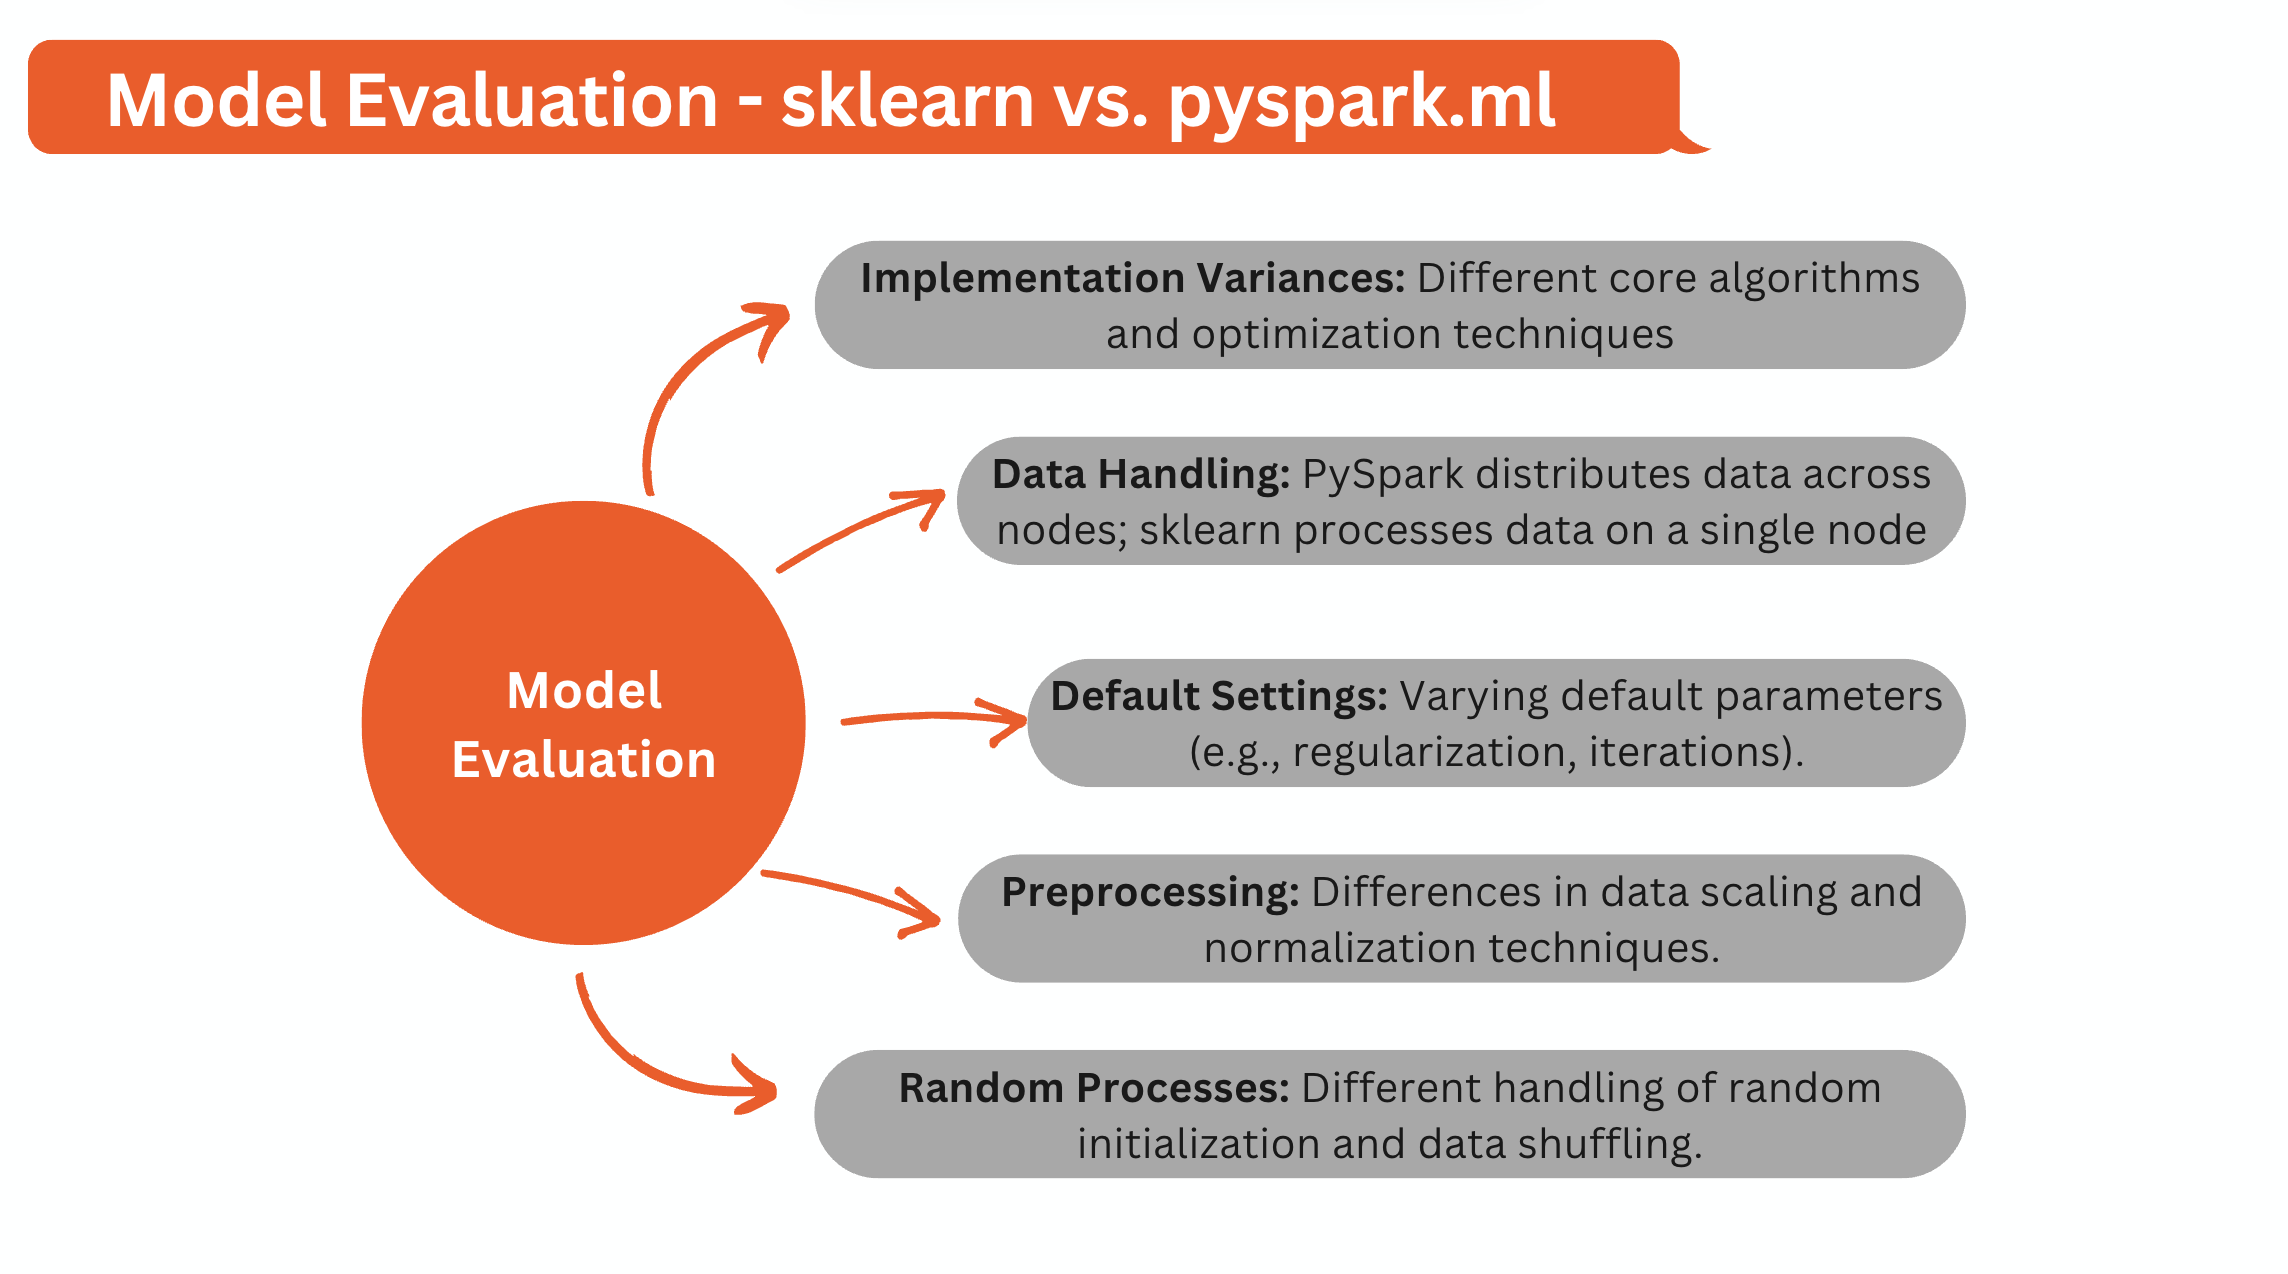 Model Evaluation - sklearn vs. pyspark.ml
Implementation Variances: Different core algorithms
and optimization techniques
Data Handling: PySpark distributes data across
nodes; sklearn processes data on a single node
Model
Evaluation
Default Settings: Varying default parameters
(e.g., regularization, iterations).
Preprocessing: Differences in data scaling and
normalization techniques.
Random Processes: Different handling of random
initialization and data shuffling.